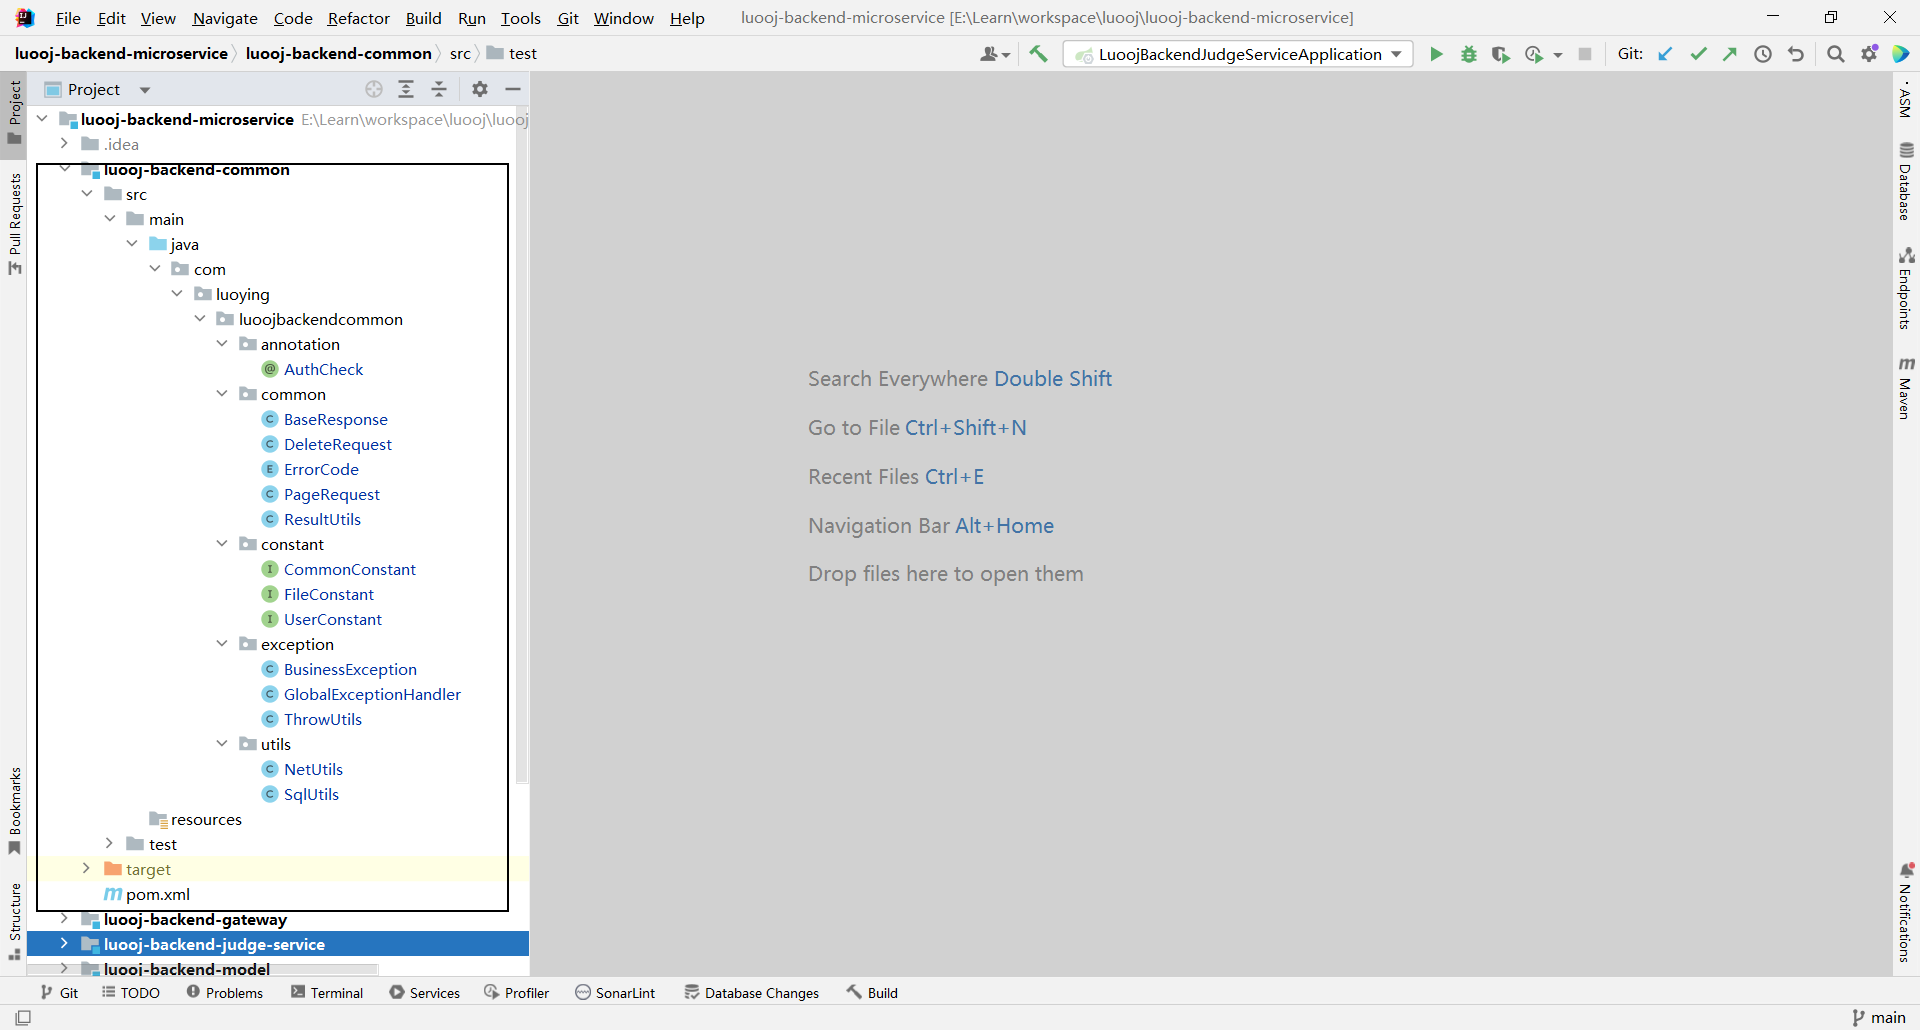 File Edit View Navigate Code Refactor Build Run Tools Git Window Help luooj-backend-microservice [E:\Learn\workspace\luooj\luooj-backend-microservice]
luooj-backend-microservice luooj-backend-common src test LuoojBackendJudgeServiceApplication Git:
Project
luooj-backend-microservice E:\Learn\workspace\luooj\luooj
.idea
luooj-backend-common
src
main
java
com
luoying
luoojbackendcommon
annotation
AuthCheck
common
BaseResponse
DeleteRequest
ErrorCode
PageRequest
ResultUtils
constant
CommonConstant
FileConstant
UserConstant
exception
BusinessException
GlobalExceptionHandler
ThrowUtils
utils
NetUtils
SqlUtils
resources
test
target
pom.xml
luooj-backend-gateway
luooj-backend-judge-service
luooj-backend-model
Project
Pull Requests
Bookmarks
Structure
Search Everywhere Double Shift
Go to File Ctrl+Shift+N
Recent Files Ctrl+E
Navigation Bar Alt+Home
Drop files here to open them
ASM
Database
Endpoints
Maven
Notifications
Git TODO Problems Terminal Services Profiler SonarLint Database Changes Build
main